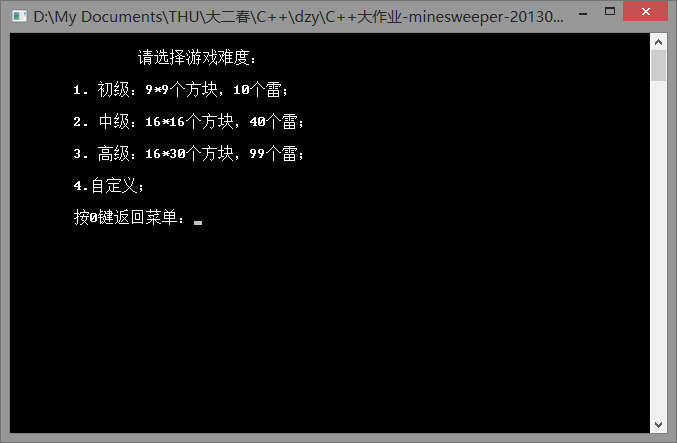 D:\My Documents\THU\大二春\C++\dzy\C++大作业-minesweeper-20130...
请选择游戏难度：
1. 初级：9*9个方块，10个雷；
2. 中级：16*16个方块，40个雷；
3. 高级：16*30个方块，99个雷；
4.自定义；
按0键返回菜单：